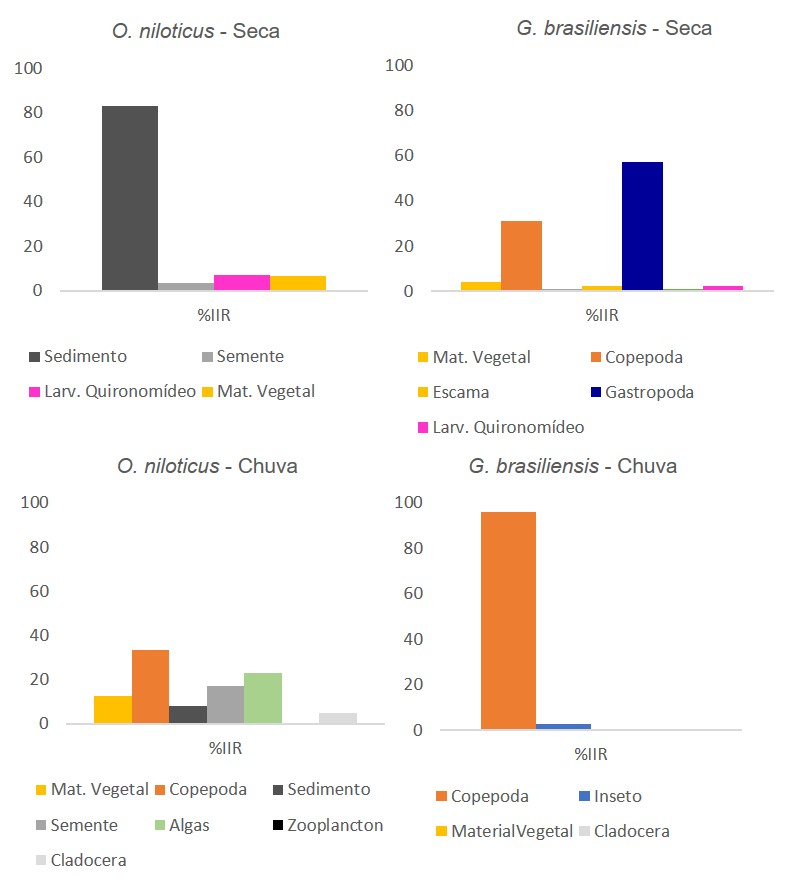 O. niloticus - Seca
100
80
60
40
20
0
%IIR
Sedimento Semente
Larv. Quironomídeo Mat. Vegetal
G. brasiliensis - Seca
100
80
60
40
20
0
%IIR
Mat. Vegetal Copepoda
Escama Gastropoda
Larv. Quironomídeo
O. niloticus - Chuva
100
80
60
40
20
0
%IIR
Mat. Vegetal Copepoda Sedimento
Semente Algas Zooplancton
Cladocera
G. brasiliensis - Chuva
100
80
60
40
20
0
%IIR
Copepoda Inseto
MaterialVegetal Cladocera